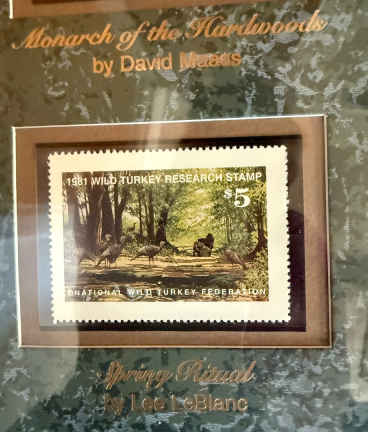 Monarch of the Hardwoods
by David Maass
1981 WILD TURKEY RESEARCH STAMP
$5
©NATIONAL WILD TURKEY FEDERATION
Spring Ritual
by Lee LeBlanc